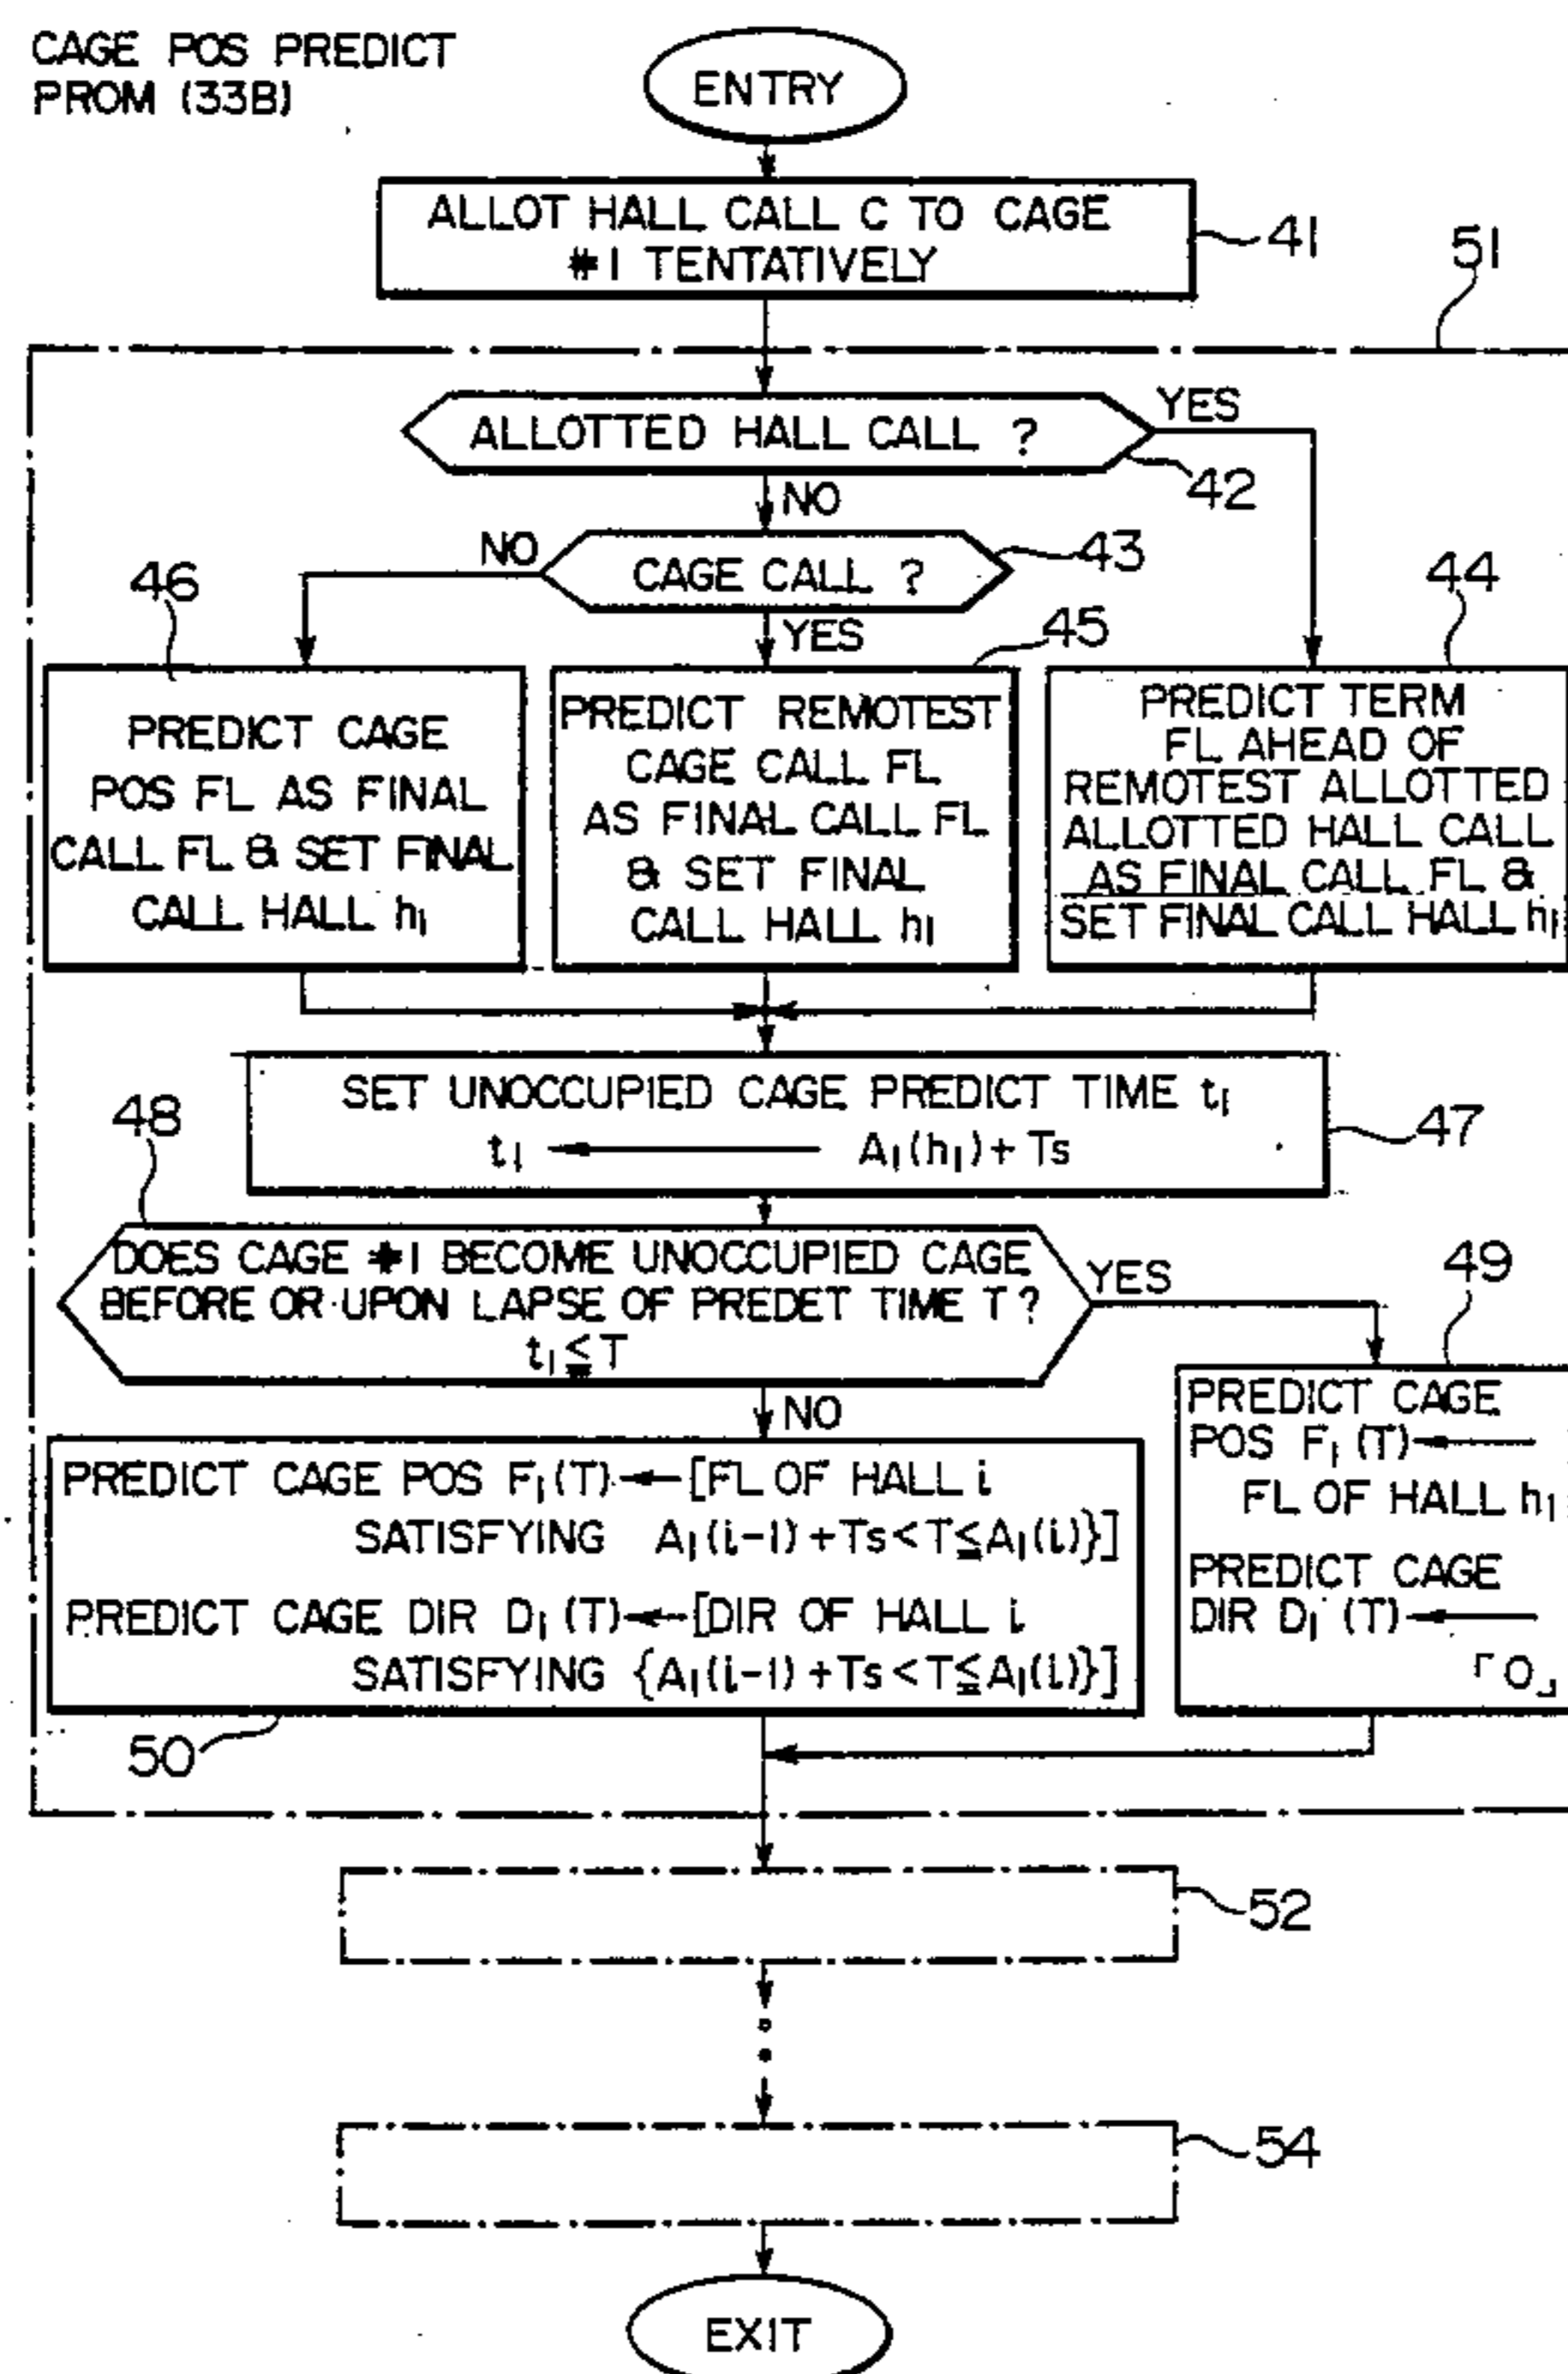 CAGE POS PREDICT
PROM (33B)
ENTRY
ALLOT HALL CALL C TO CAGE
#1 TENTATIVELY
41
51
ALLOTTED HALL CALL ?
YES
42
NO
CAGE CALL ?
43
NO
YES
46
45
44
PREDICT CAGE
POS FL AS FINAL
CALL FL & SET FINAL
CALL HALL h1
PREDICT REMOTEST
CAGE CALL FL
AS FINAL CALL FL
& SET FINAL
CALL HALL h1
PREDICT TERM
FL AHEAD OF
REMOTEST ALLOTTED
ALLOTTED HALL CALL
AS FINAL CALL FL &
SET FINAL CALL HALL h1
SET UNOCCUPIED CAGE PREDICT TIME t1
t1 ← A1(h1)+Ts
47
48
DOES CAGE #1 BECOME UNOCCUPIED CAGE
BEFORE OR UPON LAPSE OF PREDET TIME T?
t1≦T
YES
NO
49
PREDICT CAGE
POS F1 (T)←
FL OF HALL h1
PREDICT CAGE
DIR D1 (T)←
「0」
PREDICT CAGE POS F1(T)←[FL OF HALL i
SATISFYING A1(i-1)+Ts<T≦A1(i)}]
PREDICT CAGE DIR D1 (T)←[DIR OF HALL i
SATISFYING {A1(i-1)+Ts<T≦A1(i)}]
50
52
54
EXIT